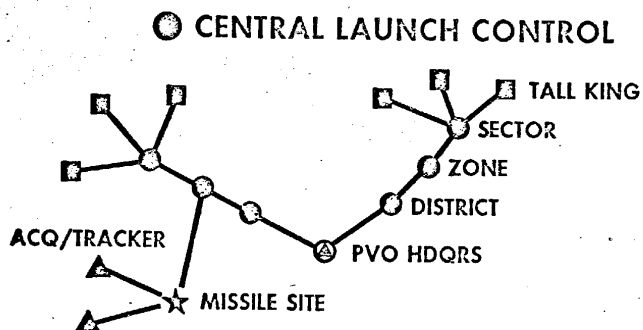 CENTRAL LAUNCH CONTROL
TALL KING
SECTOR
ZONE
DISTRICT
ACQ/TRACKER
PVO HDQRS
MISSILE SITE